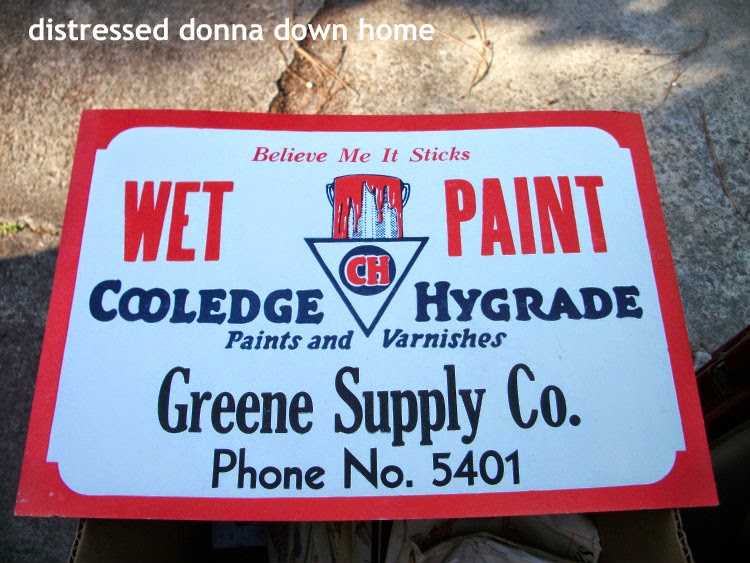 distressed donna down home
Believe Me It Sticks
WET PAINT
CH
COOLEDGE HYGRADE
Paints and Varnishes
Greene Supply Co.
Phone No. 5401